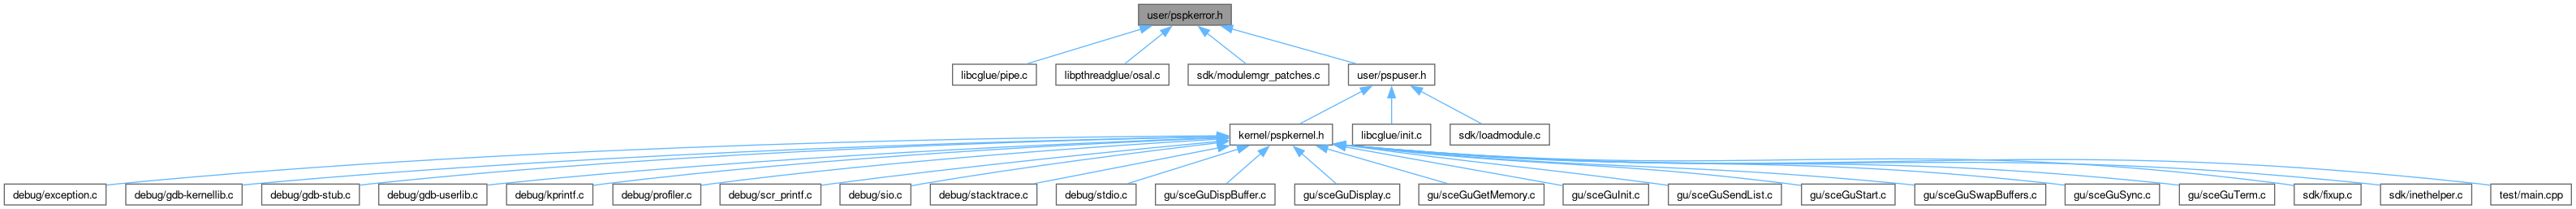 user/pspkerror.h
libcglue/pipe.c
libpthreadglue/osal.c
sdk/modulemgr_patches.c
user/pspuser.h
kernel/pspkernel.h
libcglue/init.c
sdk/loadmodule.c
debug/exception.c
debug/gdb-kernellib.c
debug/gdb-stub.c
debug/gdb-userlib.c
debug/kprintf.c
debug/profiler.c
debug/scr_printf.c
debug/sio.c
debug/stacktrace.c
debug/stdio.c
gu/sceGuDispBuffer.c
gu/sceGuDisplay.c
gu/sceGuGetMemory.c
gu/sceGuInit.c
gu/sceGuSendList.c
gu/sceGuStart.c
gu/sceGuSwapBuffers.c
gu/sceGuSync.c
gu/sceGuTerm.c
sdk/fixup.c
sdk/inethelper.c
test/main.cpp